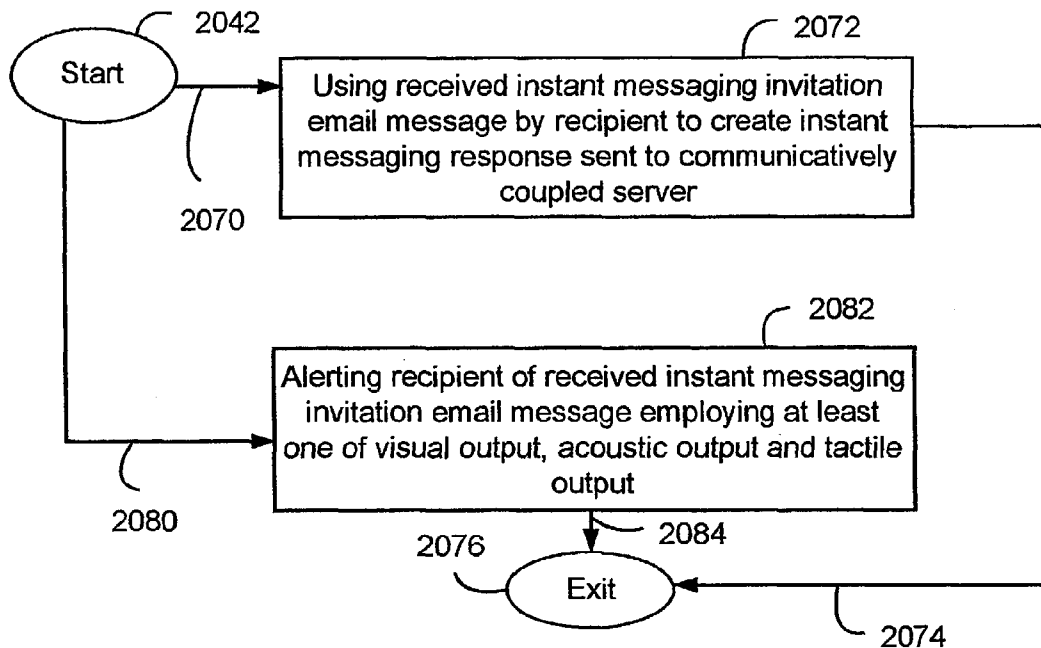 2042
2072
Start
Using received instant messaging invitation
email message by recipient to create instant
messaging response sent to communicatively
coupled server
2070
2082
Alerting recipient of received instant messaging
invitation email message employing at least
one of visual output, acoustic output and tactile
output
2080
2084
2076
Exit
2074